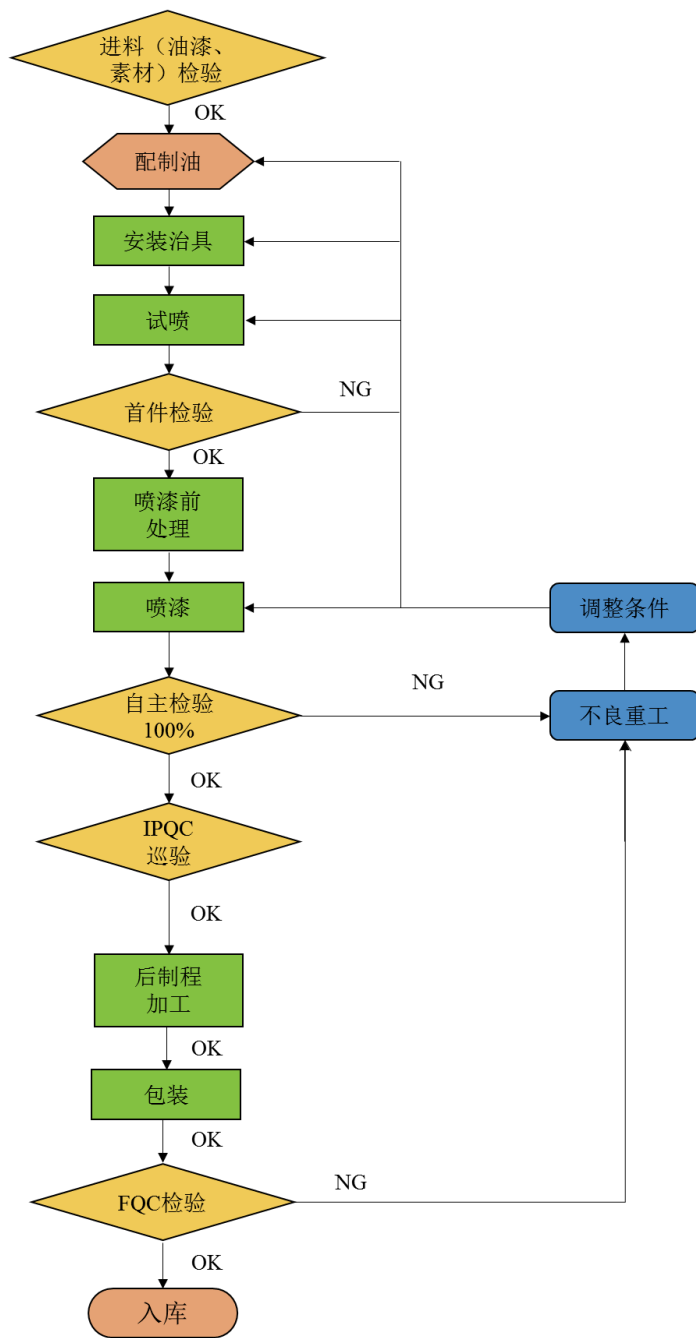 进料（油漆、
素材）检验
OK
配制油
安装治具
试喷
首件检验
NG
OK
喷漆前
处理
喷漆
调整条件
自主检验
100%
NG
不良重工
OK
IPQC
巡验
OK
后制程
加工
OK
包装
OK
FQC检验
NG
OK
入库